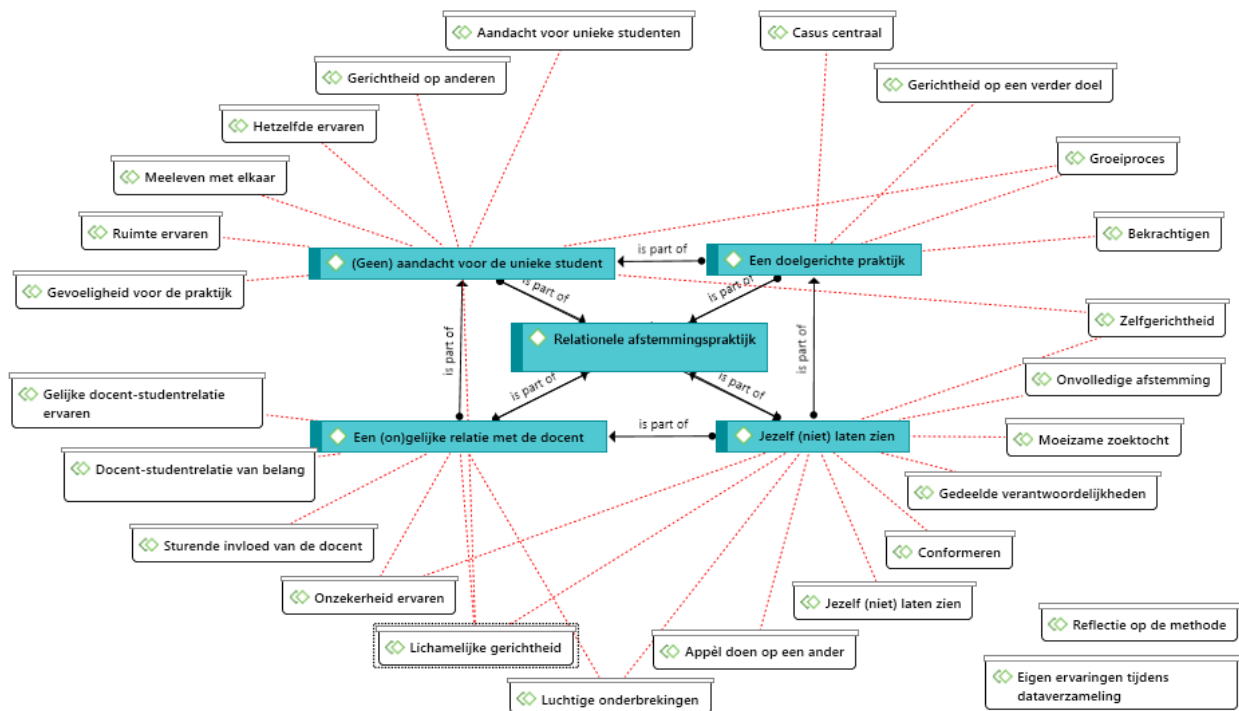 Aandacht voor unieke studenten
Casus centraal
Gerichtheid op anderen
Gerichtheid op een verder doel
Hetzelfde ervaren
Groeiproces
Meeleven met elkaar
Ruimte ervaren
Bekrachtigen
(Geen) aandacht voor de unieke student
is part of
Een doelgerichte praktijk
Gevoeligheid voor de praktijk
is part of
is part of
Zelfgerichtheid
is part of
Relationele afstemmingspraktijk
is part of
Gelijke docent-studentrelatie
ervaren
is part of
is part of
Onvolledige afstemming
Een (on)gelijke relatie met de docent
is part of
Jezelf (niet) laten zien
Moeizame zoektocht
Docent-studentrelatie van belang
Gedeelde verantwoordelijkheden
Sturende invloed van de docent
Conformeren
Onzekerheid ervaren
Jezelf (niet) laten zien
Reflectie op de methode
Lichamelijke gerichtheid
Appèl doen op een ander
Eigen ervaringen tijdens
dataverzameling
Luchtige onderbrekingen